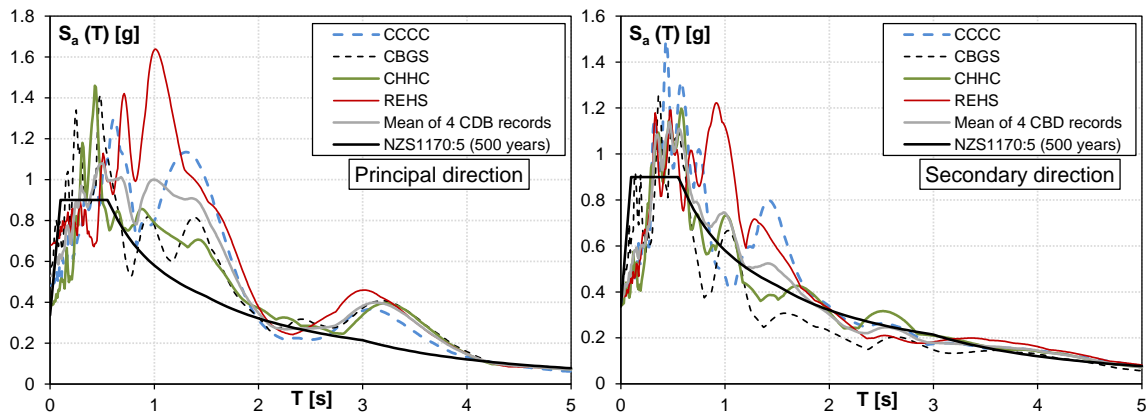 1.8
1.6
1.4
1.2
1
0.8
0.6
0.4
0.2
0
Sa (T) [g]
CCCC
CBGS
CHHC
REHS
Mean of 4 CDB records
NZS1170:5 (500 years)
Principal direction
0 1 2 3 4 5
T [s]
1.6
1.4
1.2
1
0.8
0.6
0.4
0.2
0
Sa (T) [g]
CCCC
CBGS
CHHC
REHS
Mean of 4 CBD records
NZS1170:5 (500 years)
Secondary direction
0 1 2 3 4 5
T [s]